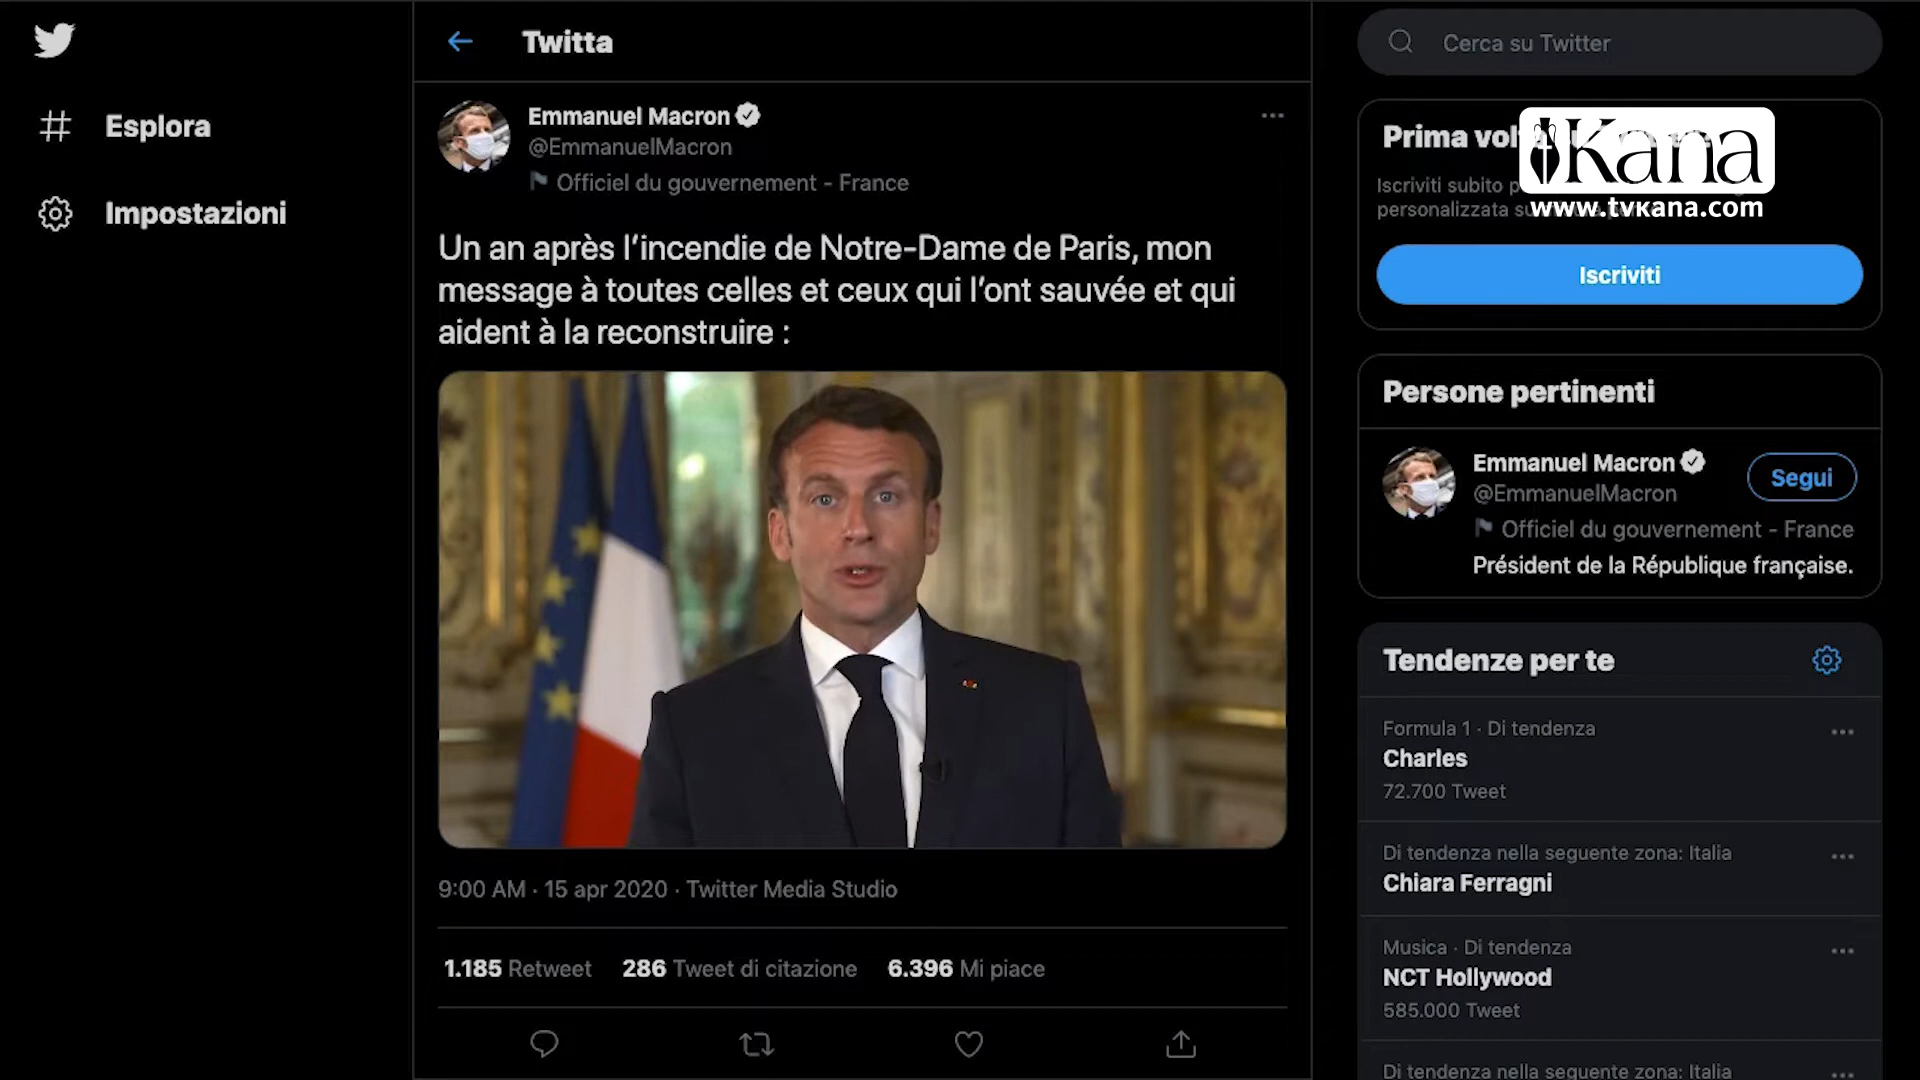 Twitta
Cerca su Twitter
Esplora
Impostazioni
Emmanuel Macron
@EmmanuelMacron
Officiel du gouvernement - France
Un an après l’incendie de Notre-Dame de Paris, mon
message à toutes celles et ceux qui l’ont sauvée et qui
aident à la reconstruire :
9:00 AM · 15 apr 2020 · Twitter Media Studio
1.185 Retweet 286 Tweet di citazione 6.396 Mi piace
Prima
Kana
Iscriviti subito
personalizzata
www.tvkana.com
Iscriviti
Persone pertinenti
Emmanuel Macron
@EmmanuelMacron
Segui
Officiel du gouvernement - France
Président de la République française.
Tendenze per te
Formula 1 · Di tendenza
Charles
72.700 Tweet
Di tendenza nella seguente zona: Italia
Chiara Ferragni
Musica · Di tendenza
NCT Hollywood
585.000 Tweet
Di tendenza nella seguente zona: Italia